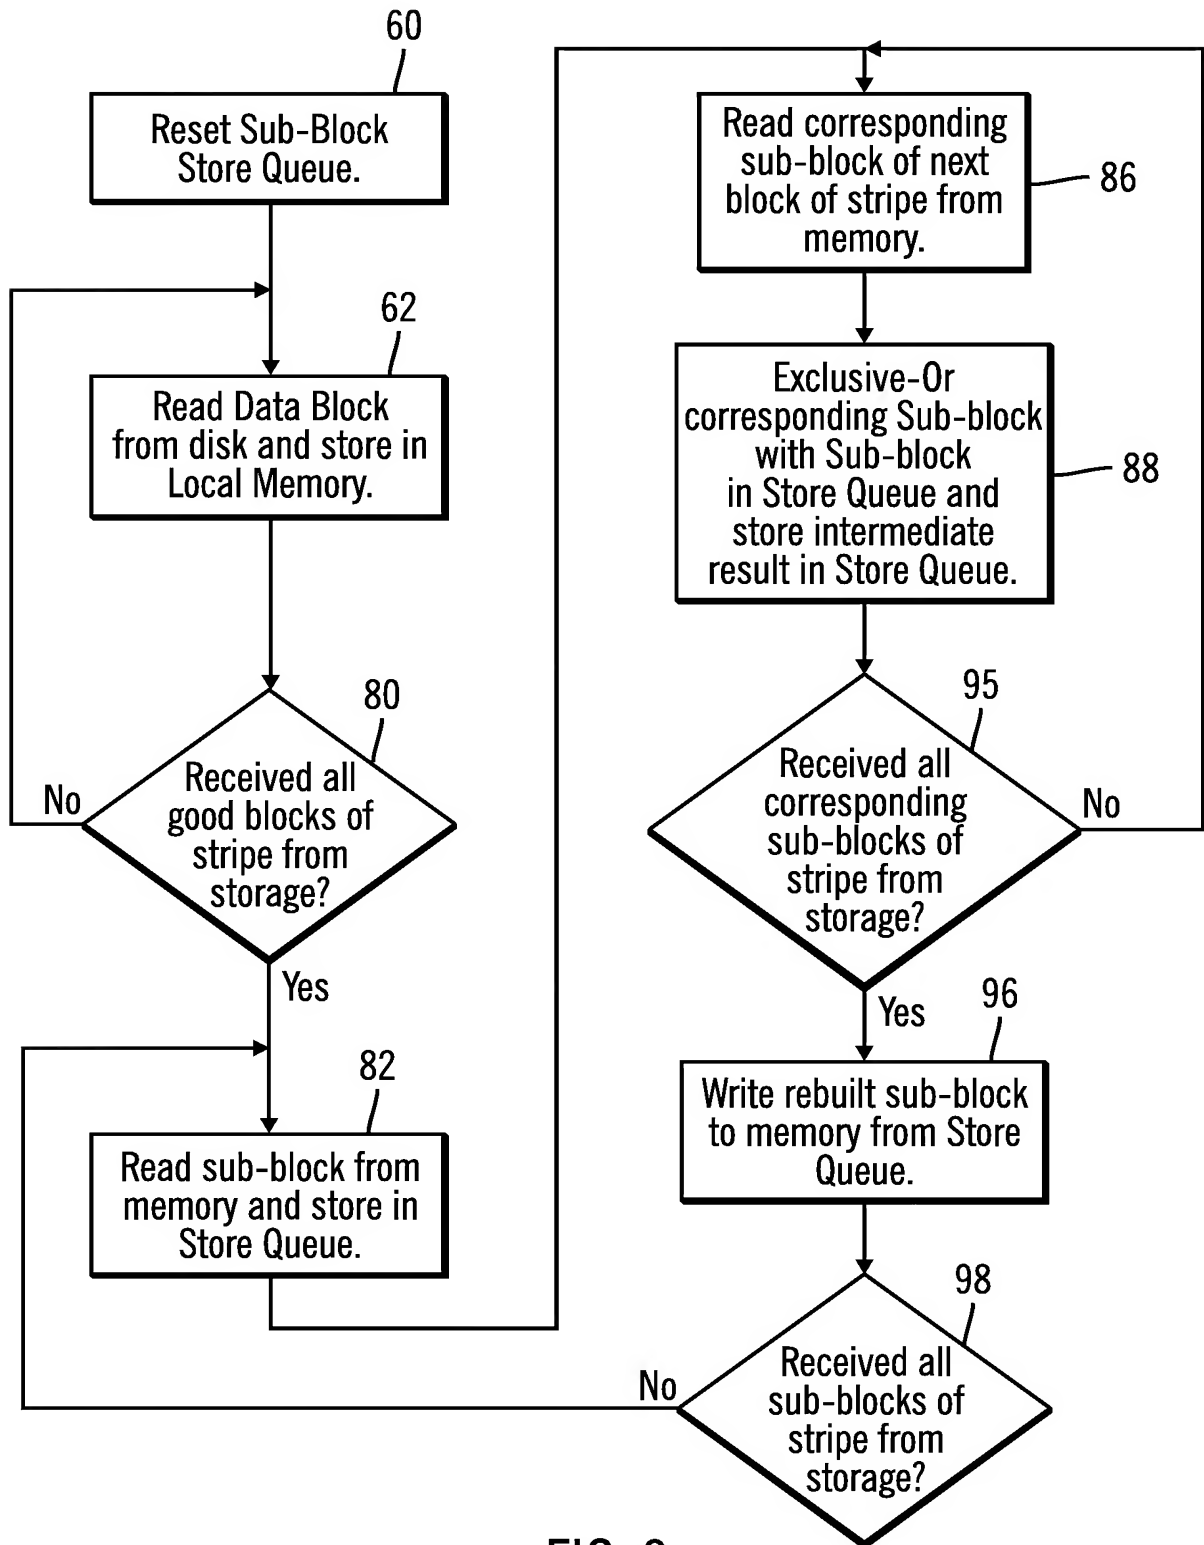 60
Reset Sub-Block
Store Queue.
62
Read Data Block
from disk and store in
Local Memory.
80
Received all
good blocks of
stripe from
storage?
No
Yes
82
Read sub-block from
memory and store in
Store Queue.
Read corresponding
sub-block of next
block of stripe from
memory.
86
Exclusive-Or
corresponding Sub-block
with Sub-block
in Store Queue and
store intermediate
result in Store Queue.
88
95
Received all
corresponding
sub-blocks of
stripe from
storage?
No
Yes
96
Write rebuilt sub-block
to memory from Store
Queue.
98
Received all
sub-blocks of
stripe from
storage?
No